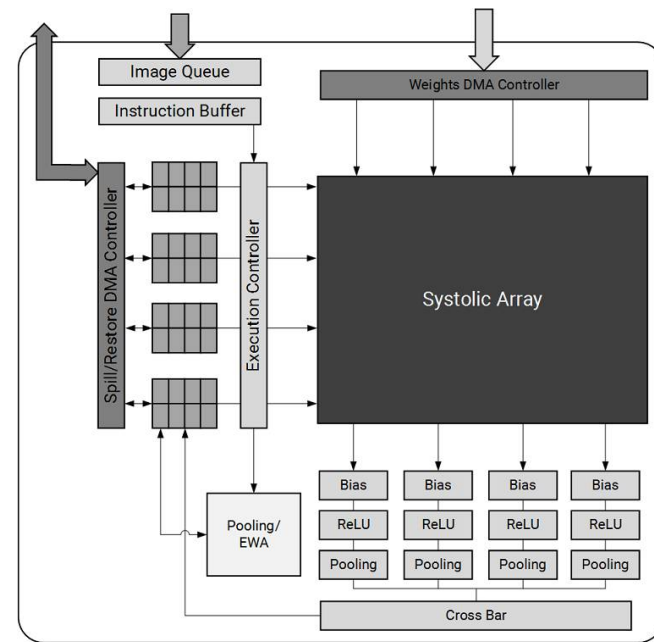 Image Queue
Weights DMA Controller
Instruction Buffer
Spill/Restore DMA Controller
Execution Controller
Systolic Array
Bias
Bias
Bias
Bias
Pooling/
EWA
ReLU
ReLU
ReLU
ReLU
Pooling
Pooling
Pooling
Pooling
Cross Bar